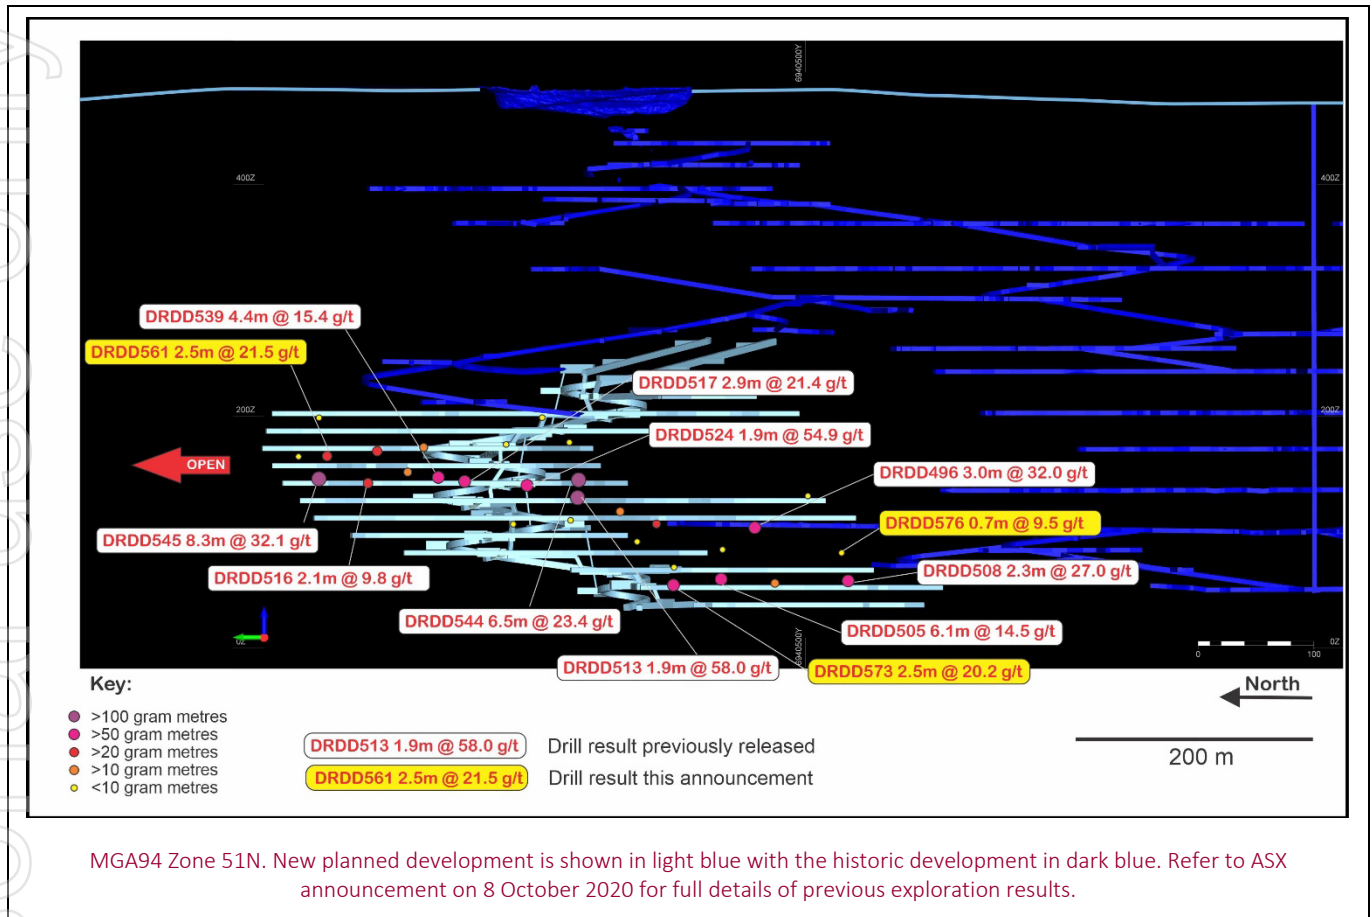 6940500Y
400Z
400Z
DRDD539 4.4m @ 15.4 g/t
DRDD561 2.5m @ 21.5 g/t
DRDD517 2.9m @ 21.4 g/t
200Z
200Z
DRDD524 1.9m @ 54.9 g/t
OPEN
DRDD496 3.0m @ 32.0 g/t
DRDD576 0.7m @ 9.5 g/t
DRDD545 8.3m @ 32.1 g/t
DRDD516 2.1m @ 9.8 g/t
DRDD508 2.3m @ 27.0 g/t
DRDD544 6.5m @ 23.4 g/t
DRDD505 6.1m @ 14.5 g/t
0Z
6940500Y
0Z
0 100
DRDD513 1.9m @ 58.0 g/t
DRDD573 2.5m @ 20.2 g/t
Key:
North
>100 gram metres
>50 gram metres
>20 gram metres
>10 gram metres
<10 gram metres
DRDD513 1.9m @ 58.0 g/t Drill result previously released
DRDD561 2.5m @ 21.5 g/t Drill result this announcement
200 m
MGA94 Zone 51N. New planned development is shown in light blue with the historic development in dark blue. Refer to ASX
announcement on 8 October 2020 for full details of previous exploration results.